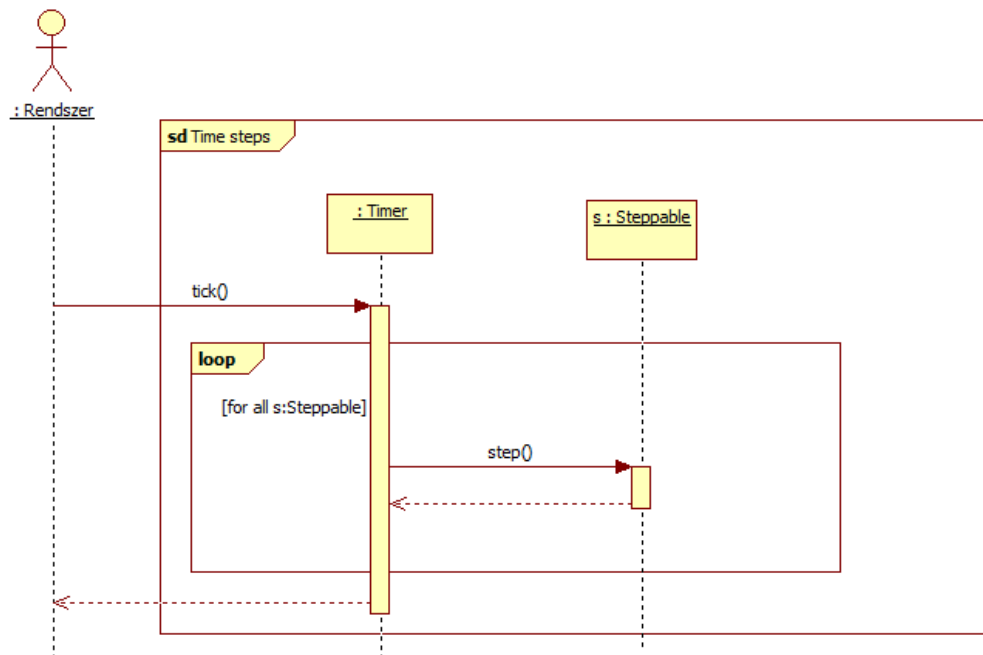 : Rendszer
sd Time steps
: Timer
s : Steppable
tick()
loop
[for all s:Steppable]
step()